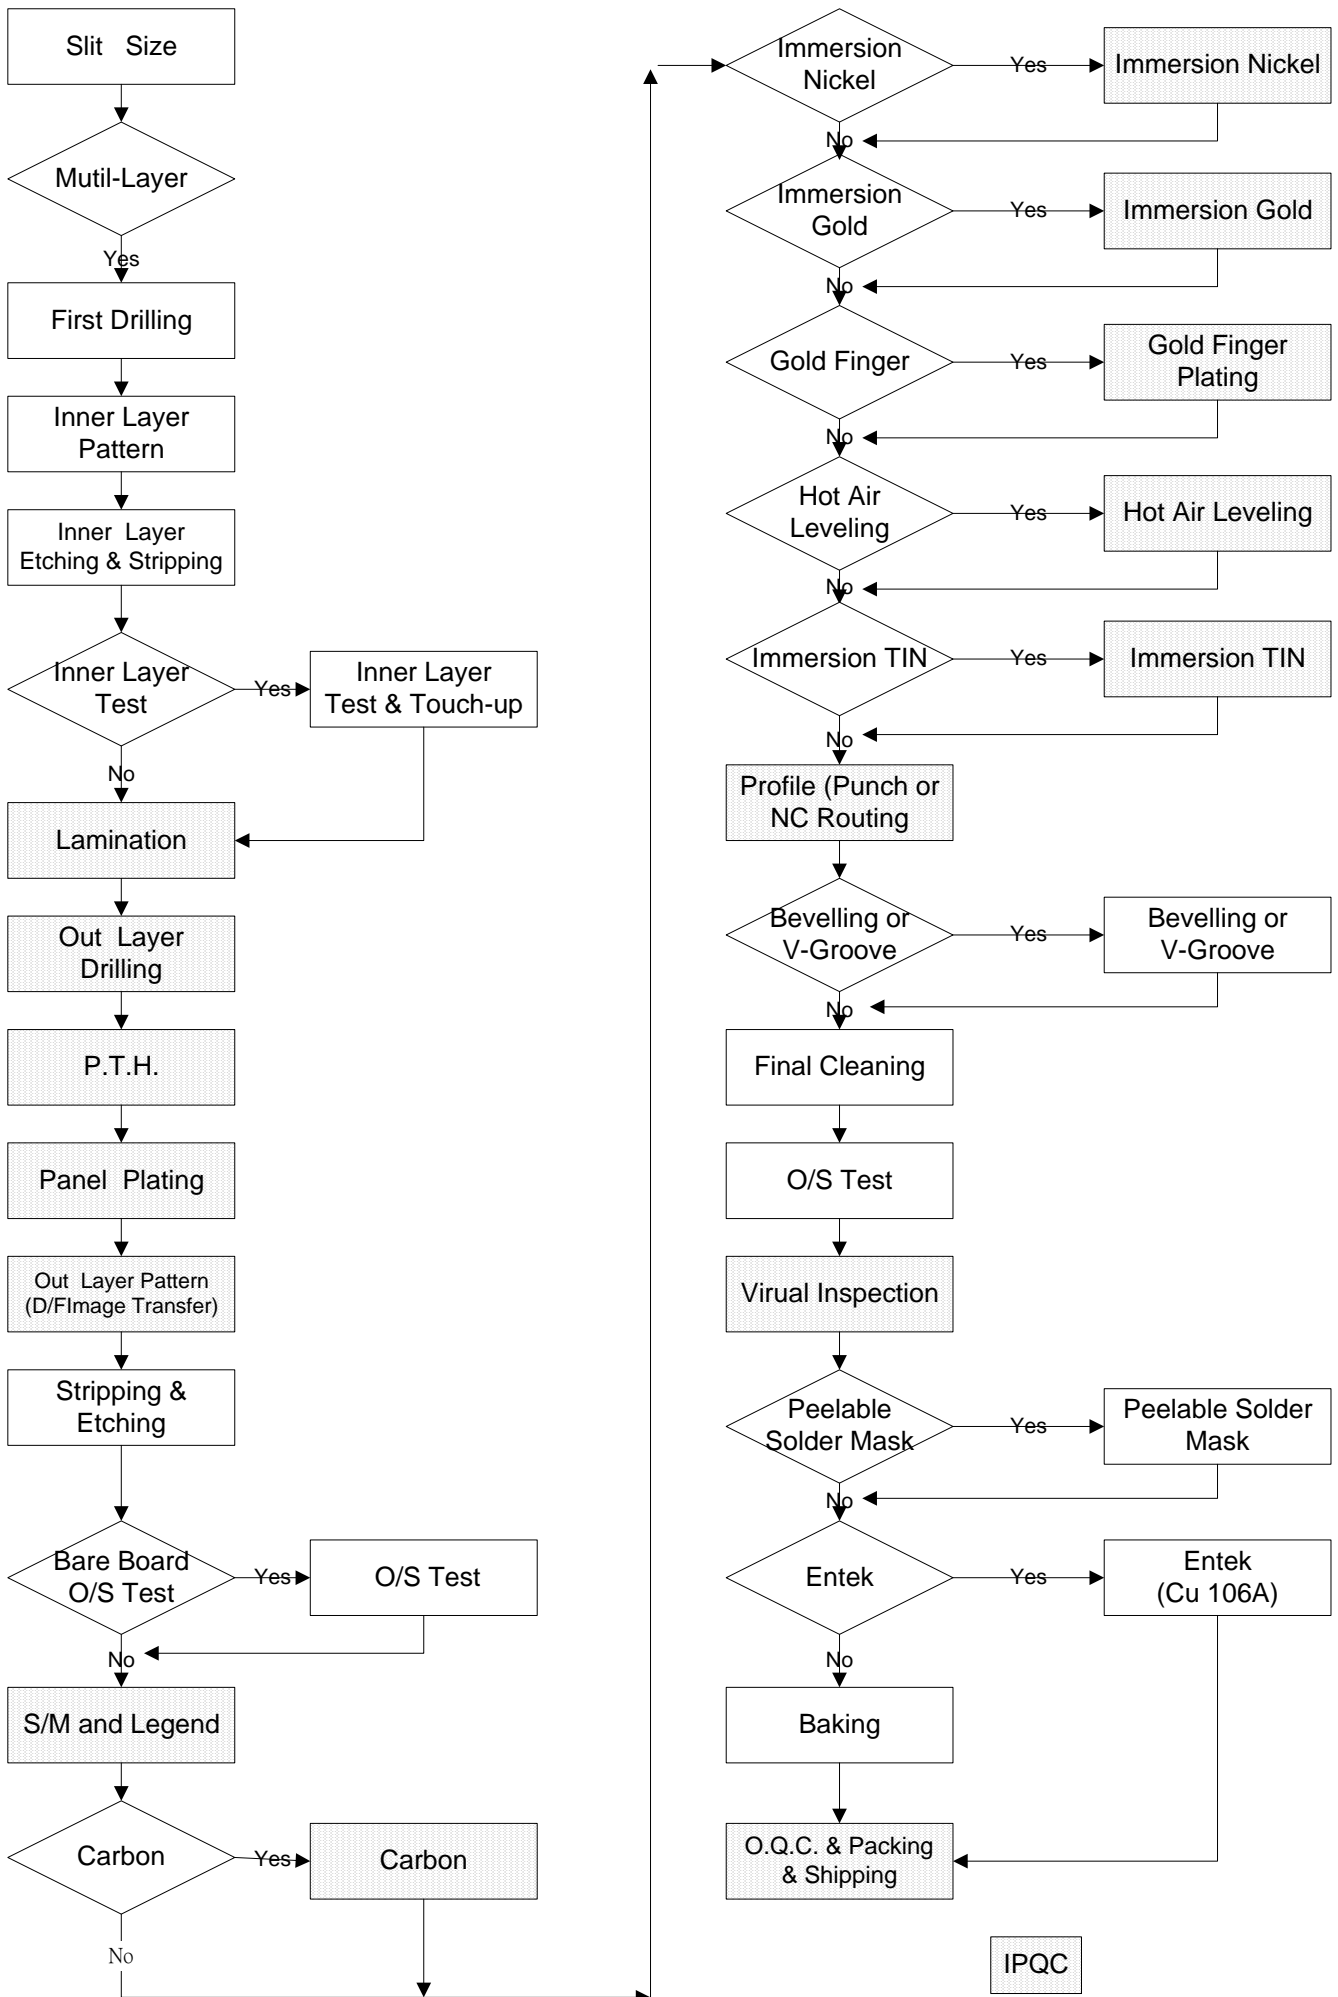 Slit Size
Mutil-Layer
Yes
First Drilling
Inner Layer
Pattern
Inner Layer
Etching & Stripping
Inner Layer
Test
Yes
Inner Layer
Test & Touch-up
No
Lamination
Out Layer
Drilling
P.T.H.
Panel Plating
Out Layer Pattern
(D/FImage Transfer)
Stripping &
Etching
Bare Board
O/S Test
Yes
O/S Test
No
S/M and Legend
Carbon
Yes
Carbon
No
Immersion
Nickel
Yes
Immersion Nickel
No
Immersion
Gold
Yes
Immersion Gold
No
Gold Finger
Yes
Gold Finger
Plating
No
Hot Air
Leveling
Yes
Hot Air Leveling
No
Immersion TIN
Yes
Immersion TIN
No
Profile (Punch or
NC Routing
Bevelling or
V-Groove
Yes
Bevelling or
V-Groove
No
Final Cleaning
O/S Test
Virual Inspection
Peelable
Solder Mask
Yes
Peelable Solder
Mask
No
Entek
Yes
Entek
(Cu 106A)
No
Baking
O.Q.C. & Packing
& Shipping
IPQC